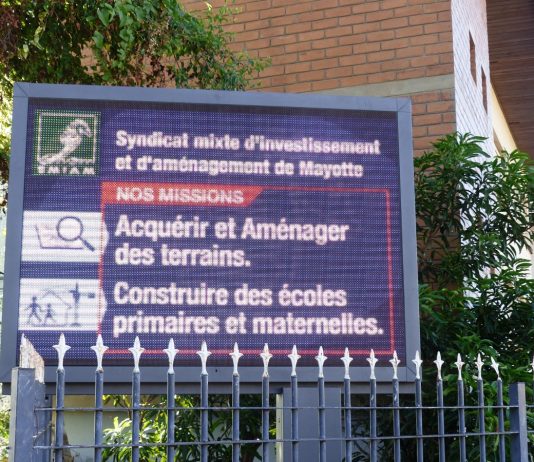 SMIAM
Syndicat mixte d'investissement
et d'aménagement de Mayotte
NOS MISSIONS
Acquérir et Aménager
des terrains.
Construire des écoles
primaires et maternelles.